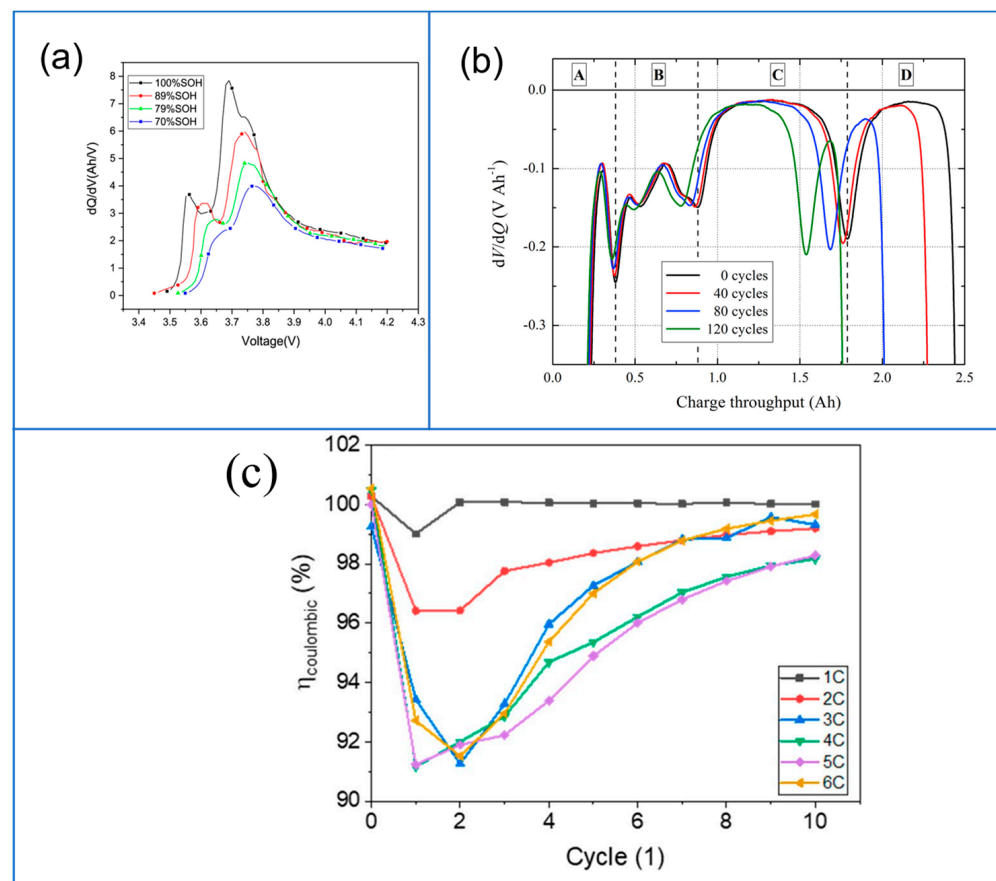 (a)
100%SOH
89%SOH
79%SOH
70%SOH
dQ/dV(Ah/V)
8
7
6
5
4
3
2
1
0
3.4 3.5 3.6 3.7 3.8 3.9 4.0 4.1 4.2 4.3
Voltage(V)
(b)
A B C D
dV/dQ (V Ah⁻¹)
0.0
-0.1
-0.2
-0.3
0 cycles
40 cycles
80 cycles
120 cycles
0.0 0.5 1.0 1.5 2.0 2.5
Charge throughput (Ah)
(c)
ηcoulombic (%)
102
100
98
96
94
92
90
1C
2C
3C
4C
5C
6C
0 2 4 6 8 10
Cycle (1)